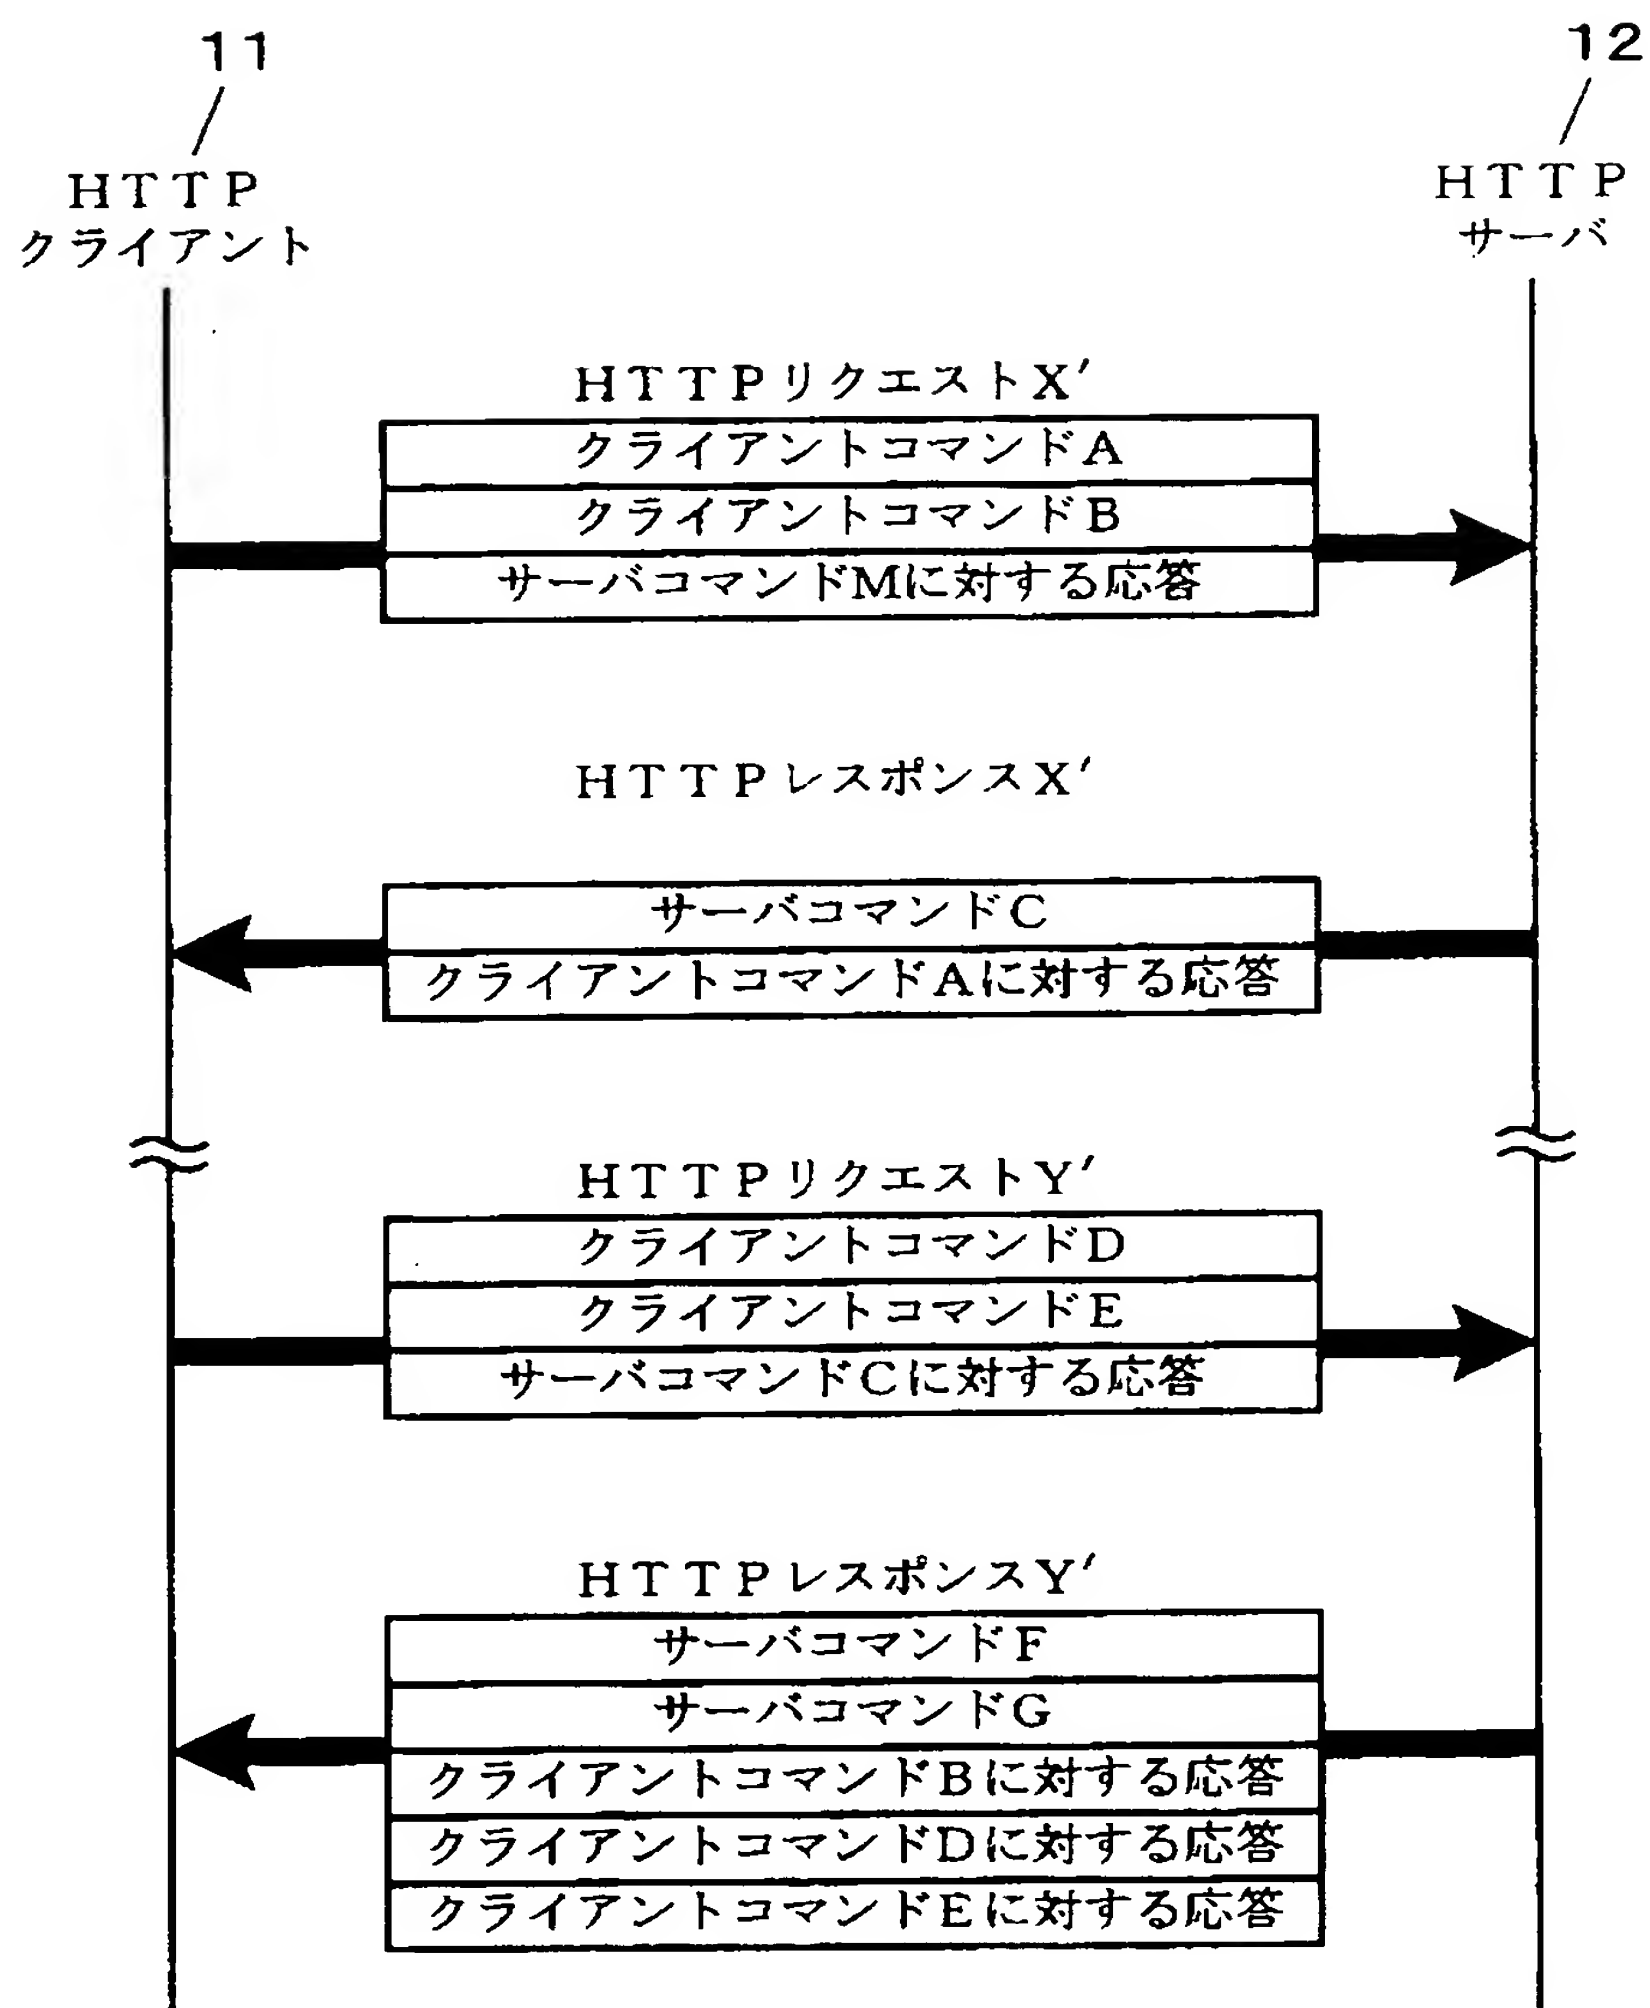 11
12
HTTP
クライアント
HTTP
サーバ
HTTPリクエストX′
クライアントコマンドA
クライアントコマンドB
サーバコマンドMに対する応答
HTTPレスポンスX′
サーバコマンドC
クライアントコマンドAに対する応答
HTTPリクエストY′
クライアントコマンドD
クライアントコマンドE
サーバコマンドCに対する応答
HTTPレスポンスY′
サーバコマンドF
サーバコマンドG
クライアントコマンドBに対する応答
クライアントコマンドDに対する応答
クライアントコマンドEに対する応答